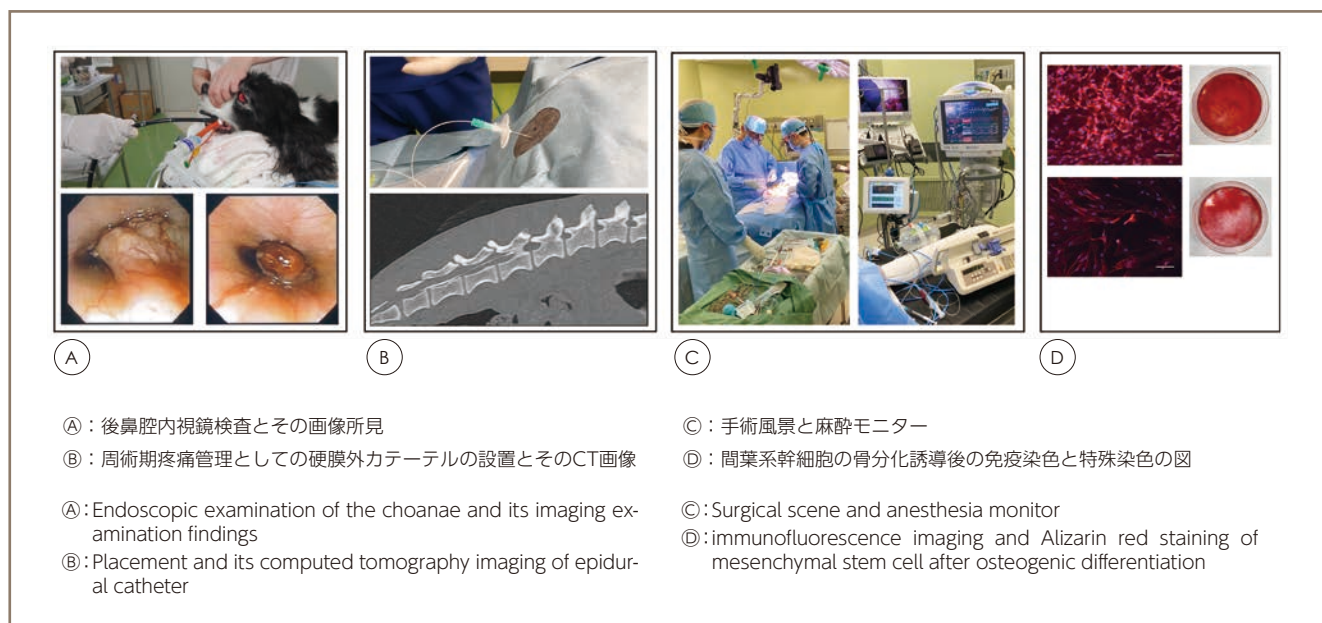 A
B
C
D
Ⓐ：後鼻腔内視鏡検査とその画像所見
Ⓑ：周術期疼痛管理としての硬膜外カテーテルの設置とそのCT画像
Ⓐ：Endoscopic examination of the choanae and its imaging ex-
amination findings
Ⓑ：Placement and its computed tomography imaging of epidur-
al catheter
Ⓒ：手術風景と麻酔モニター
Ⓓ：間葉系幹細胞の骨分化誘導後の免疫染色と特殊染色の図
Ⓒ：Surgical scene and anesthesia monitor
Ⓓ：immunofluorescence imaging and Alizarin red staining of
mesenchymal stem cell after osteogenic differentiation